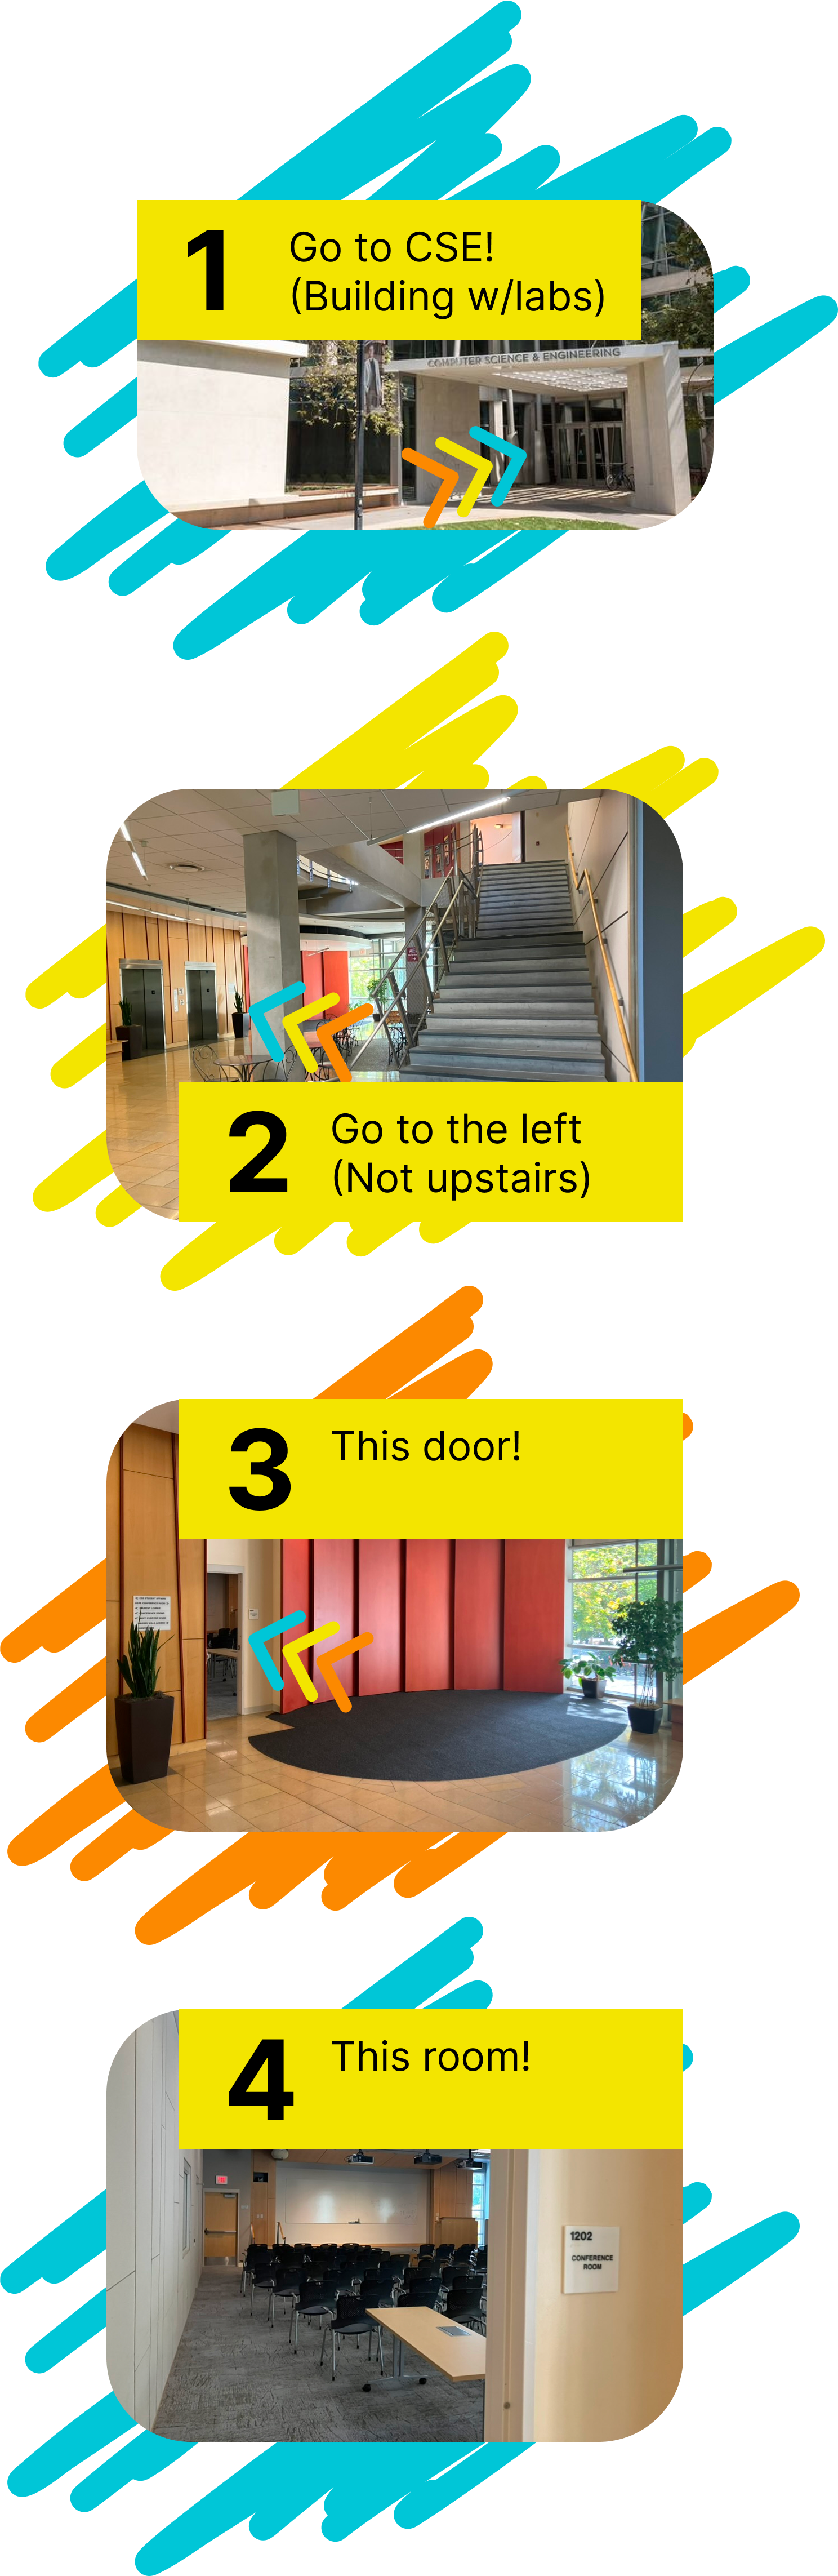 1
Go to CSE!
(Building w/labs)
COMPUTER SCIENCE & ENGINEERING
2
Go to the left
(Not upstairs)
3
This door!
4
This room!
1202
CONFERENCE
ROOM